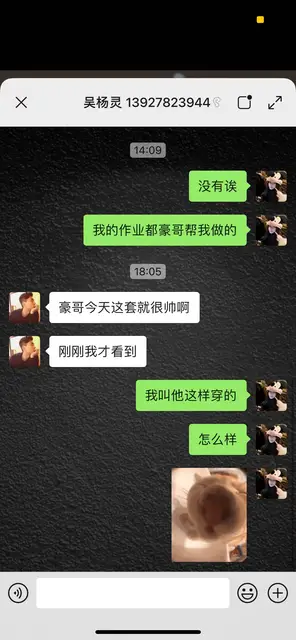 吴杨灵 13927823944
14:09
没有诶
我的作业都豪哥帮我做的
18:05
豪哥今天这套就很帅啊
刚刚我才看到
我叫他这样穿的
怎么样